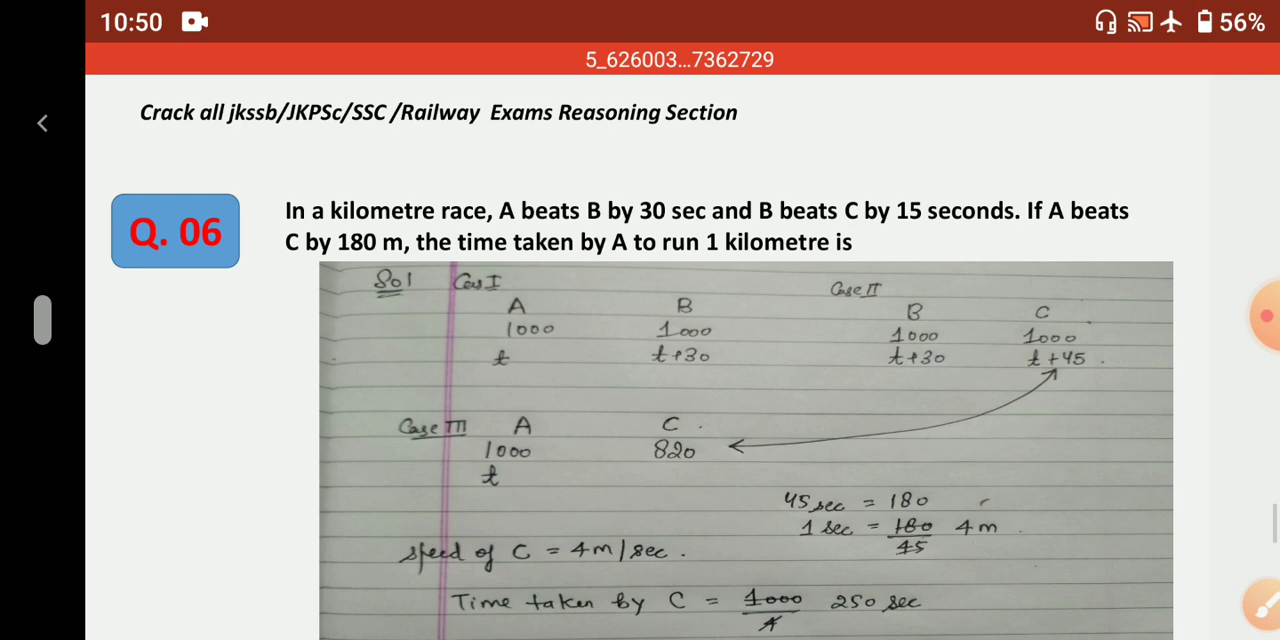 10:50 56%
5_626003...7362729
Crack all jkssb/JKPSc/SSC /Railway Exams Reasoning Section
Q. 06
In a kilometre race, A beats B by 30 sec and B beats C by 15 seconds. If A beats
C by 180 m, the time taken by A to run 1 kilometre is
Sol Case I Case II
A B B C
1000 1000 1000 1000
t t+30 t+30 t+45
Case III A C
1000 820
t
45 sec = 180
1 sec = 180/45 4m
Speed of C = 4m/sec.
Time taken by C = 1000/4 250 sec